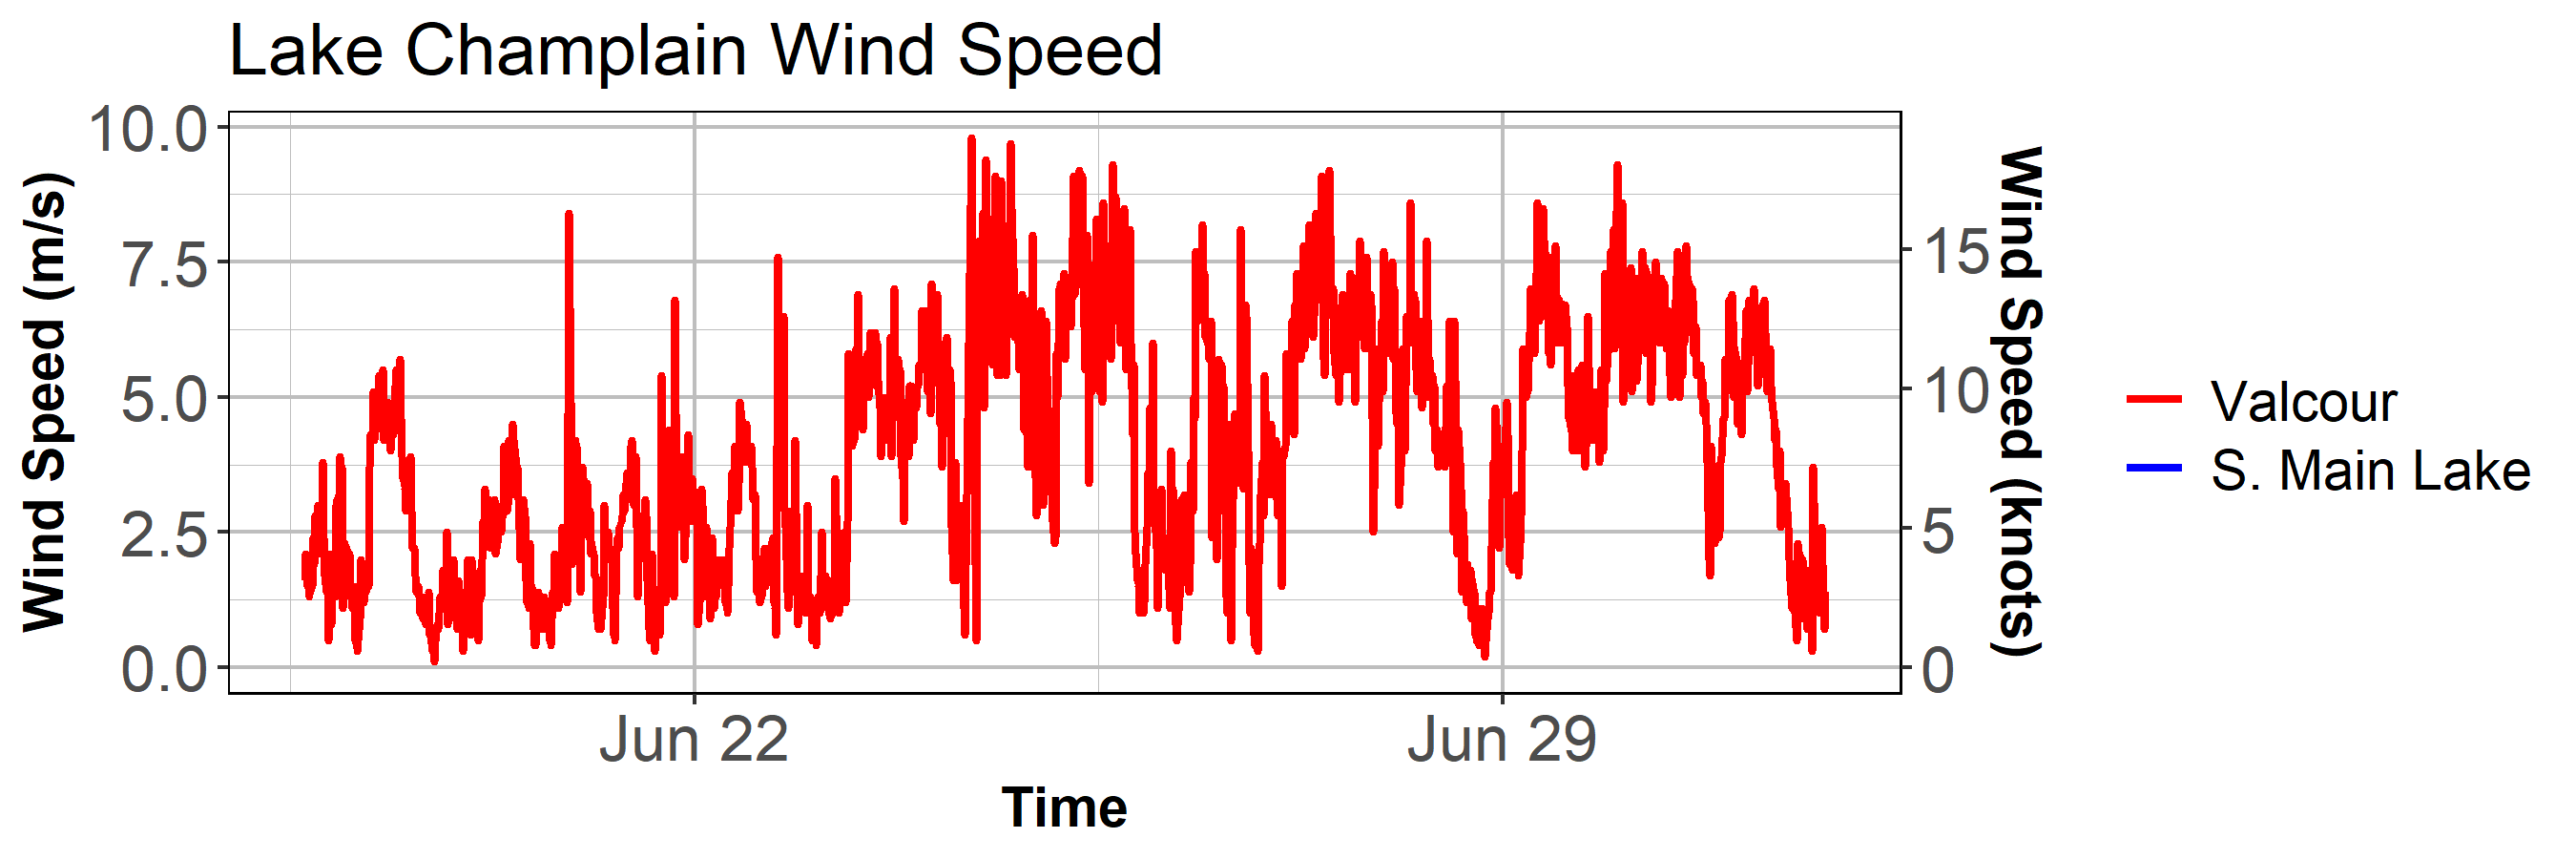 Lake Champlain Wind Speed
10.0
7.5
5.0
2.5
0.0
Wind Speed (m/s)
15
10
5
0
Wind Speed (knots)
Jun 22
Jun 29
Time
Valcour
S. Main Lake